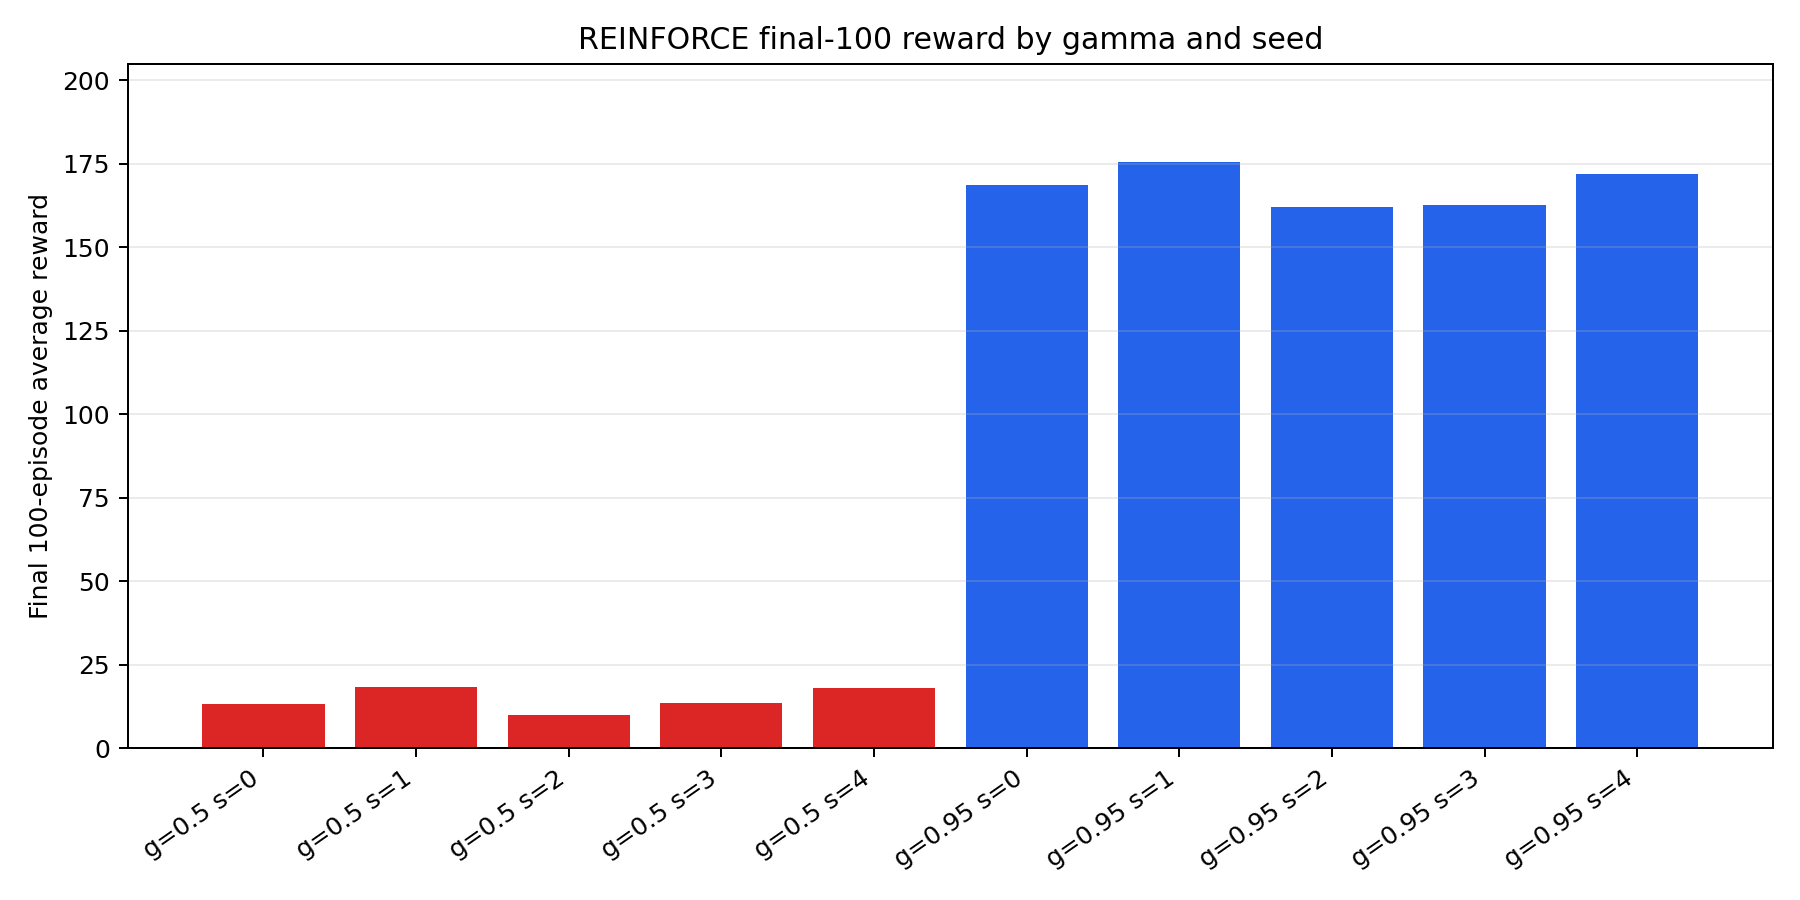 REINFORCE final-100 reward by gamma and seed
Final 100-episode average reward
200
175
150
125
100
75
50
25
0
g=0.5 s=0
g=0.5 s=1
g=0.5 s=2
g=0.5 s=3
g=0.5 s=4
g=0.95 s=0
g=0.95 s=1
g=0.95 s=2
g=0.95 s=3
g=0.95 s=4